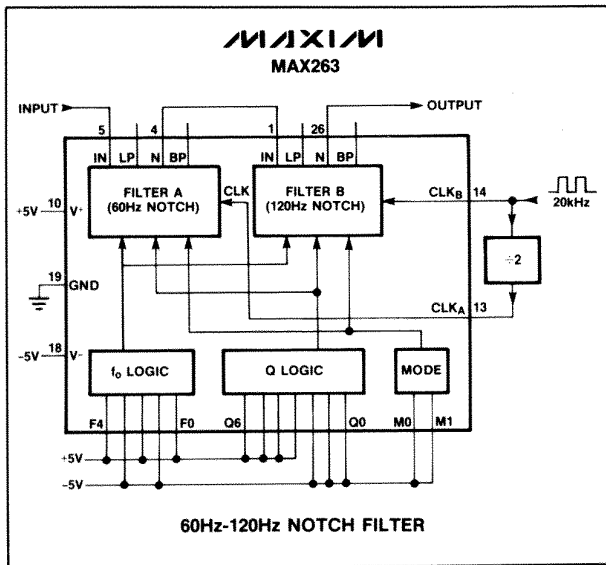 MAXIM
MAX263
INPUT
OUTPUT
5 4 1 26
IN LP N BP IN LP N BP
FILTER A
(60Hz NOTCH)
CLK
FILTER B
(120Hz NOTCH)
CLKB 14
20kHz
÷2
+5V 10 V+
19 GND
CLKA 13
-5V 18 V-
fo LOGIC
Q LOGIC
MODE
F4 F0 Q6 Q0 M0 M1
+5V
-5V
60Hz-120Hz NOTCH FILTER